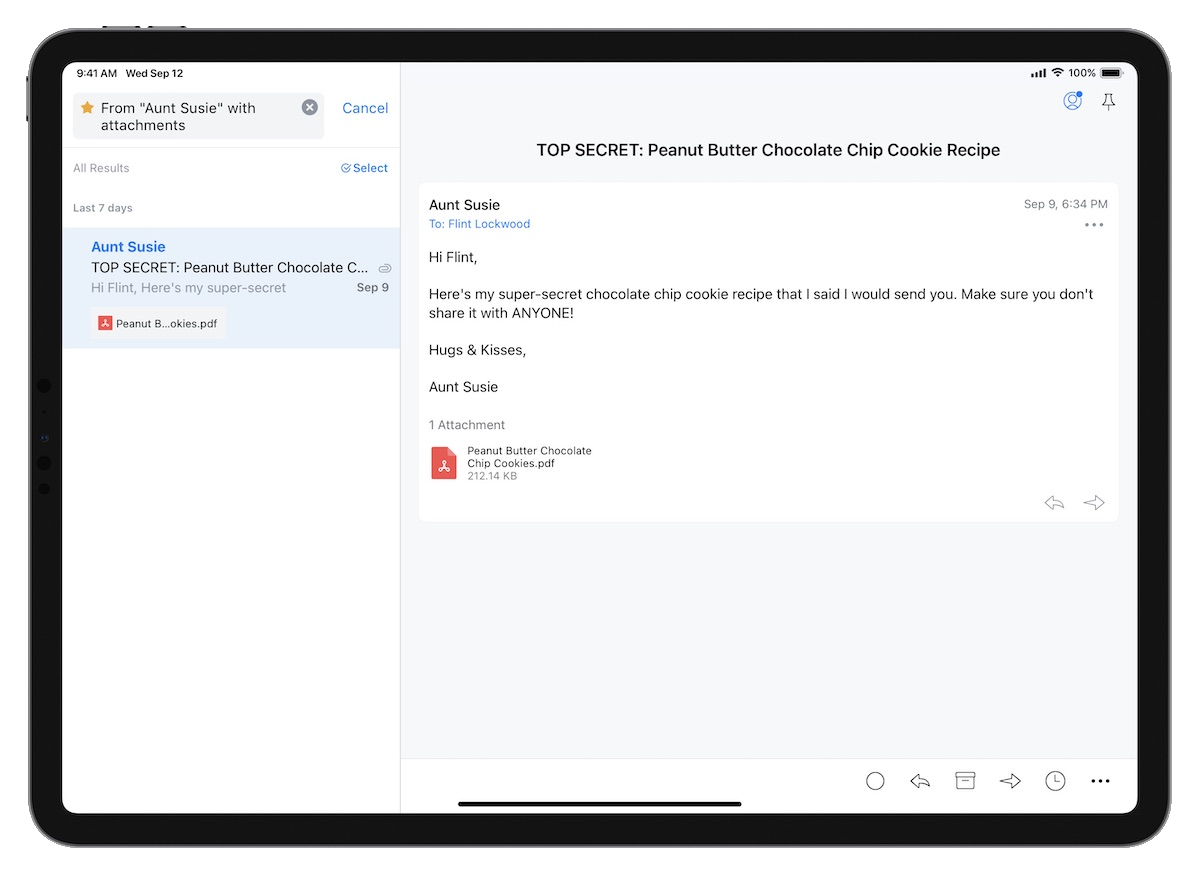 9:41 AM Wed Sep 12
100%
From "Aunt Susie" with
attachments
Cancel
All Results
Select
Last 7 days
Aunt Susie
TOP SECRET: Peanut Butter Chocolate C...
Hi Flint, Here's my super-secret
Sep 9
Peanut B...okies.pdf
TOP SECRET: Peanut Butter Chocolate Chip Cookie Recipe
Aunt Susie
Sep 9, 6:34 PM
To: Flint Lockwood
Hi Flint,
Here's my super-secret chocolate chip cookie recipe that I said I would send you. Make sure you don't
share it with ANYONE!
Hugs & Kisses,
Aunt Susie
1 Attachment
Peanut Butter Chocolate
Chip Cookies.pdf
212.14 KB